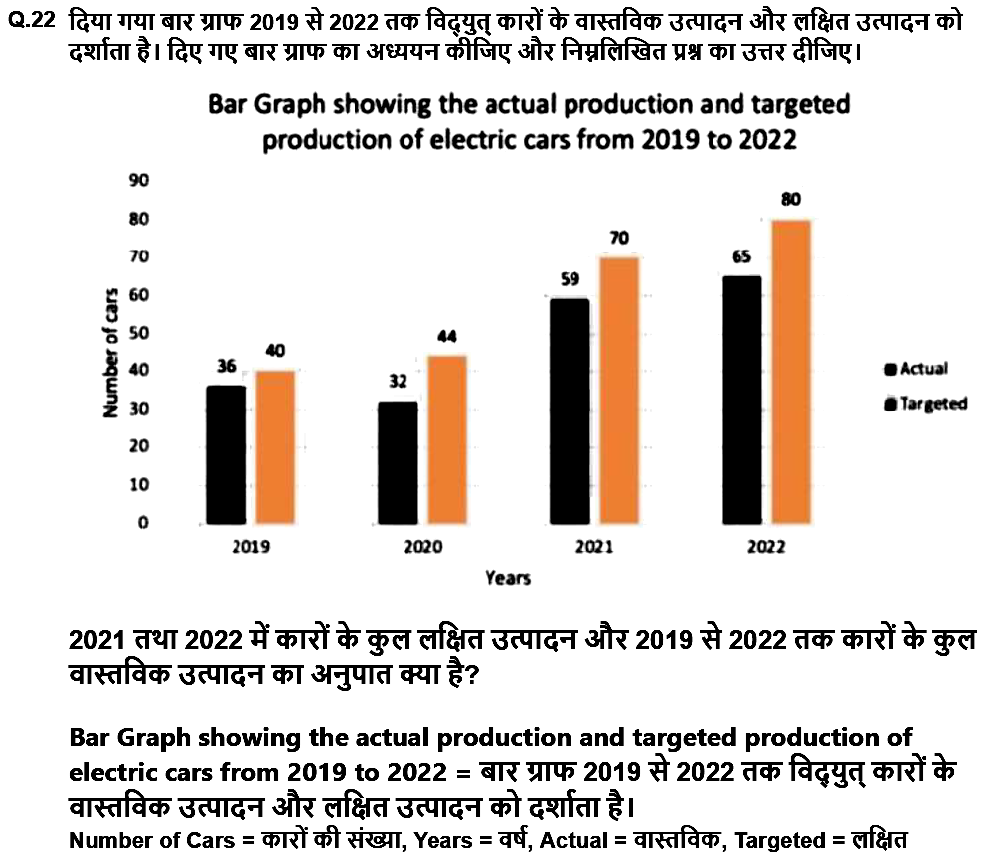 Q.22 दिया गया बार ग्राफ 2019 से 2022 तक विद्युत् कारों के वास्तविक उत्पादन और लक्षित उत्पादन को
दर्शाता है। दिए गए बार ग्राफ का अध्ययन कीजिए और निम्नलिखित प्रश्न का उत्तर दीजिए।
Bar Graph showing the actual production and targeted
production of electric cars from 2019 to 2022
90
80
70
60
50
40
30
20
10
0
Number of cars
36
40
32
44
59
70
65
80
2019
2020
2021
2022
Years
Actual
Targeted
2021 तथा 2022 में कारों के कुल लक्षित उत्पादन और 2019 से 2022 तक कारों के कुल
वास्तविक उत्पादन का अनुपात क्या है?
Bar Graph showing the actual production and targeted production of
electric cars from 2019 to 2022 = बार ग्राफ 2019 से 2022 तक विद्युत् कारों के
वास्तविक उत्पादन और लक्षित उत्पादन को दर्शाता है।
Number of Cars = कारों की संख्या, Years = वर्ष, Actual = वास्तविक, Targeted = लक्षित